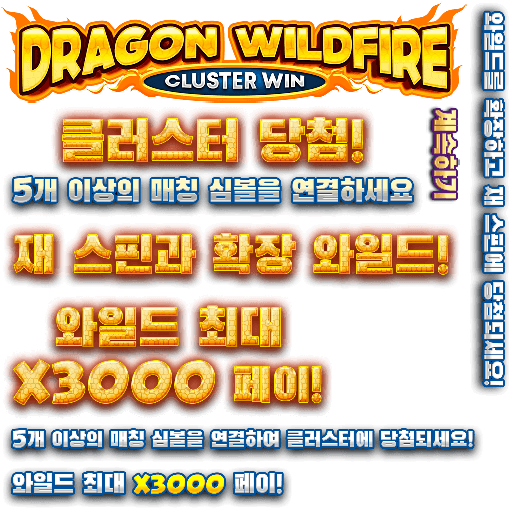 DRAGON WILDFIRE
CLUSTER WIN
클러스터 당첨!
5개 이상의 매칭 심볼을 연결하세요
재 스핀과 확장 와일드!
와일드 최대
X3000 페이!
5개 이상의 매칭 심볼을 연결하여 클러스터에 당첨되세요!
와일드 최대 X3000 페이!
계속하기
와일드를 확장하고 재 스핀에 당첨되세요!